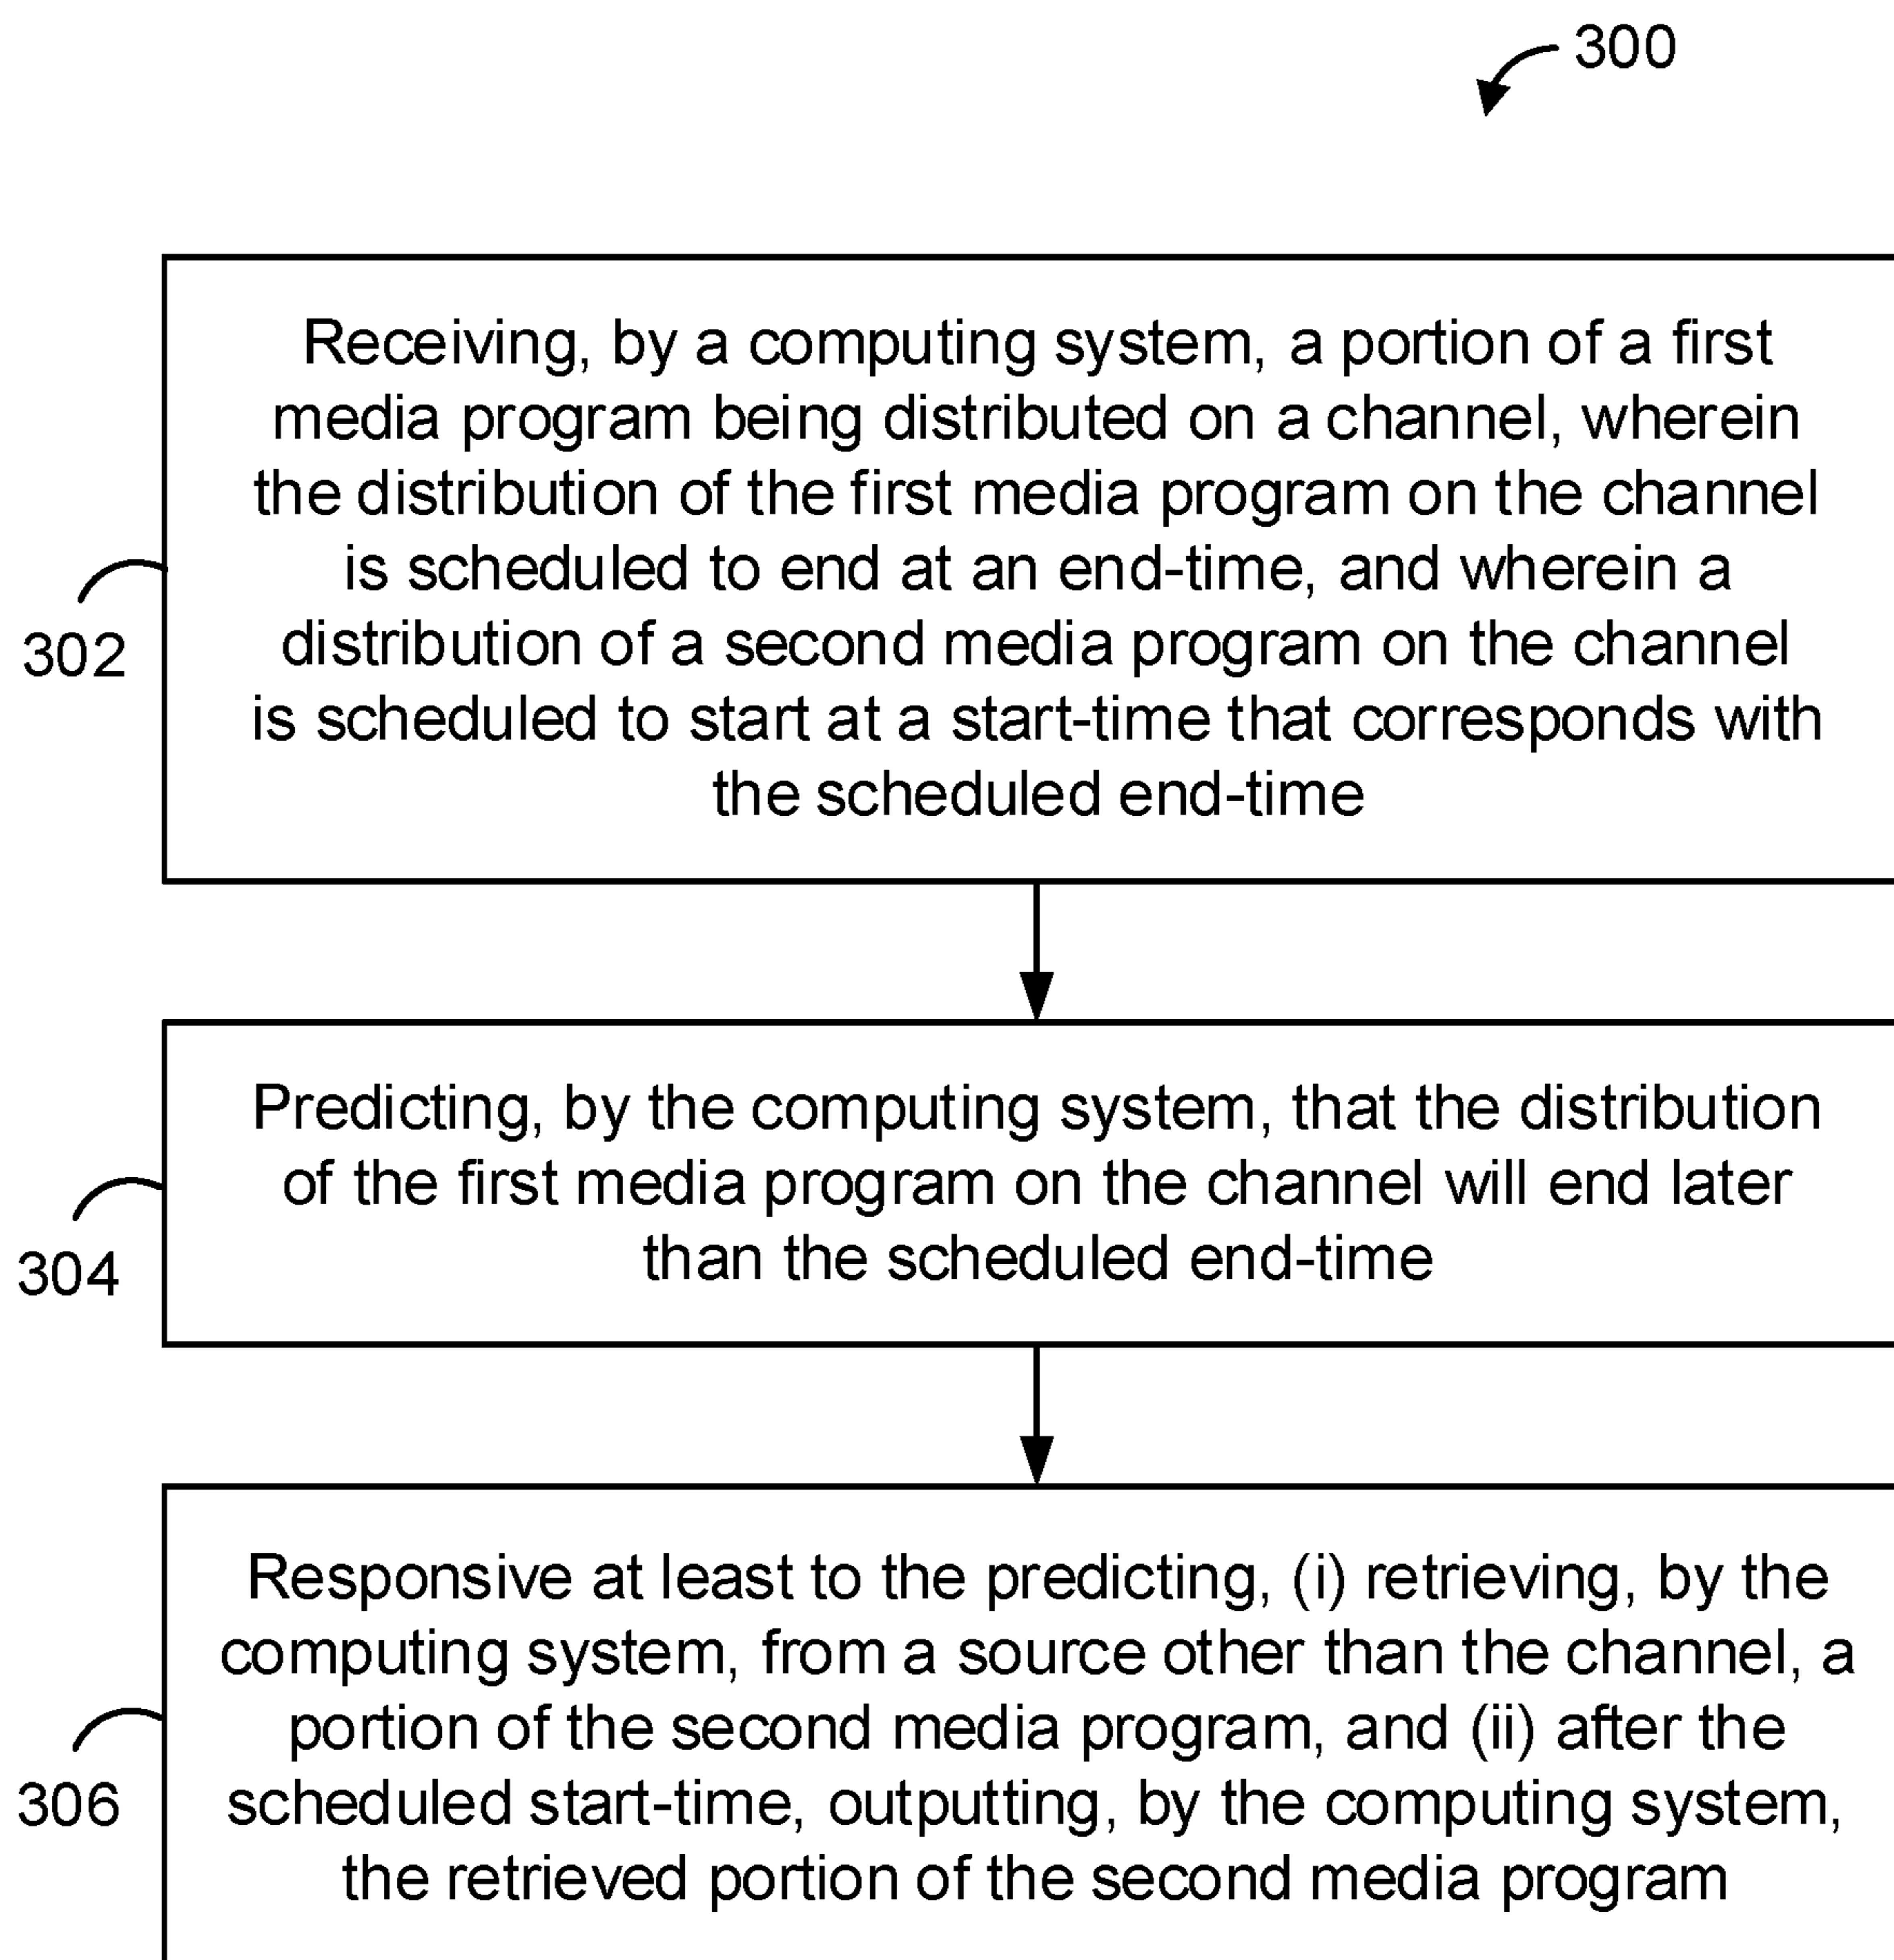 300
Receiving, by a computing system, a portion of a first
media program being distributed on a channel, wherein
the distribution of the first media program on the channel
is scheduled to end at an end-time, and wherein a
distribution of a second media program on the channel
is scheduled to start at a start-time that corresponds with
the scheduled end-time
302
Predicting, by the computing system, that the distribution
of the first media program on the channel will end later
than the scheduled end-time
304
Responsive at least to the predicting, (i) retrieving, by the
computing system, from a source other than the channel, a
portion of the second media program, and (ii) after the
scheduled start-time, outputting, by the computing system,
the retrieved portion of the second media program
306